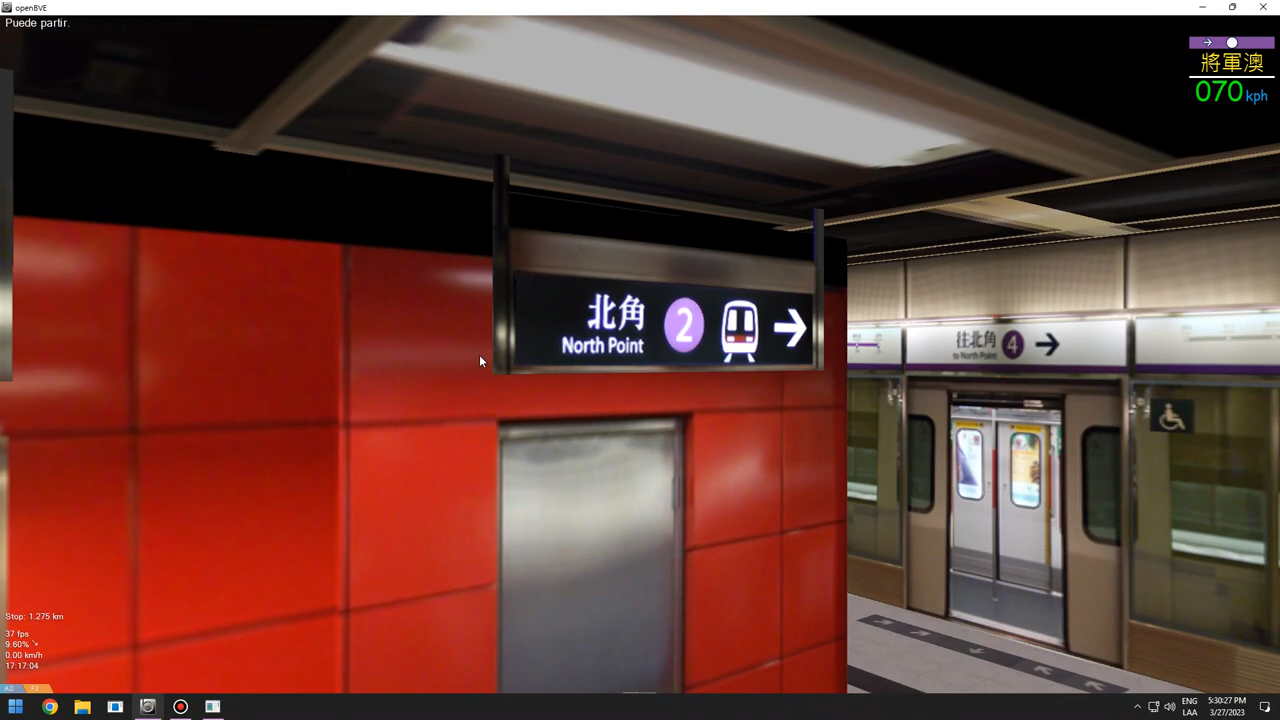 openBVE
Puede partir.
將軍澳
070 kph
北角
North Point
2
往北角
to North Point
4
Stop: 1.275 km
37 fps
9.60%
0.00 km/h
17:17:04
AD F2
ENG
LAA
5:30:27 PM
3/27/2023